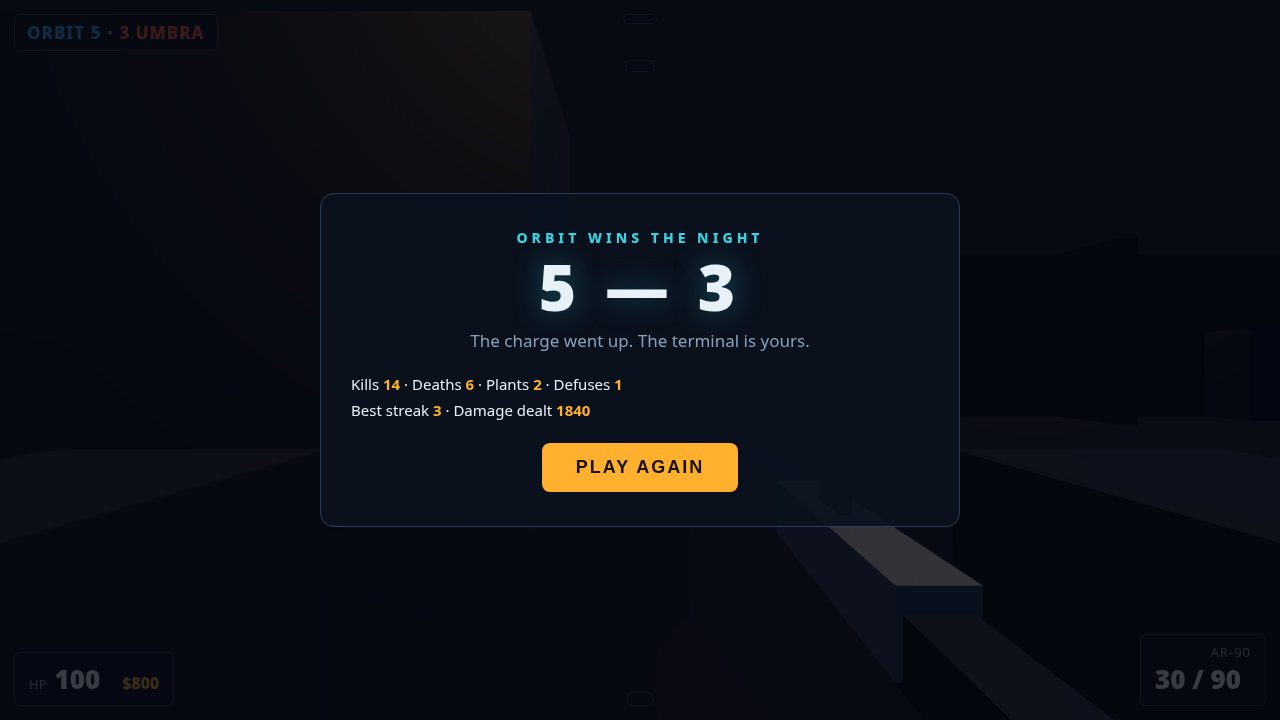 ORBIT 5 · 3 UMBRA
ORBIT WINS THE NIGHT
5 — 3
The charge went up. The terminal is yours.
Kills 14 · Deaths 6 · Plants 2 · Defuses 1
Best streak 3 · Damage dealt 1840
PLAY AGAIN
HP 100 $800
AR-90
30 / 90